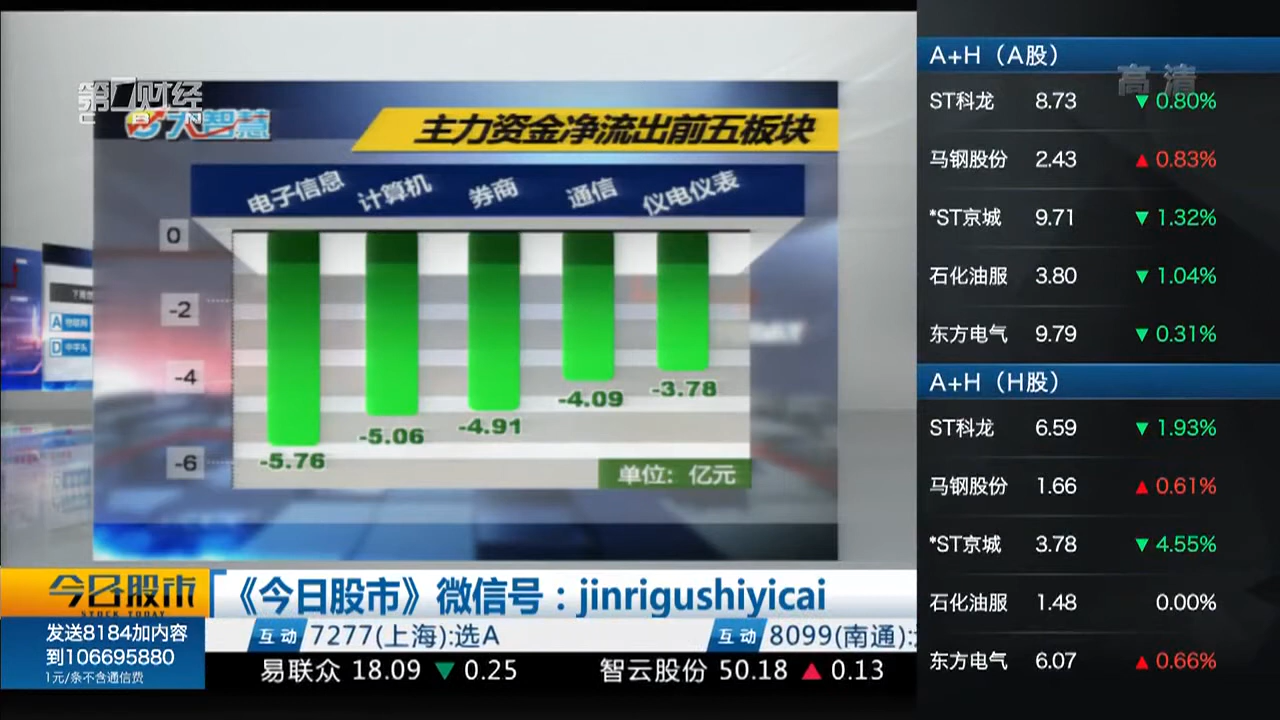 第一财经
CBN
大智慧
主力资金净流出前五板块
电子信息 计算机 券商 通信 仪电仪表
0
-2
-4
-6
-5.76
-5.06
-4.91
-4.09
-3.78
单位：亿元
A 物联网
D 中字头
今日股市
STOCK TODAY
《今日股市》微信号：jinrigushiyicai
发送8184加内容
到106695880
1元/条不含通信费
互动 7277(上海):选A 互动 8099(南通):
易联众 18.09 ▼ 0.25 智云股份 50.18 ▲ 0.13
高清
A+H（A股）
ST科龙 8.73 ▼ 0.80%
马钢股份 2.43 ▲ 0.83%
*ST京城 9.71 ▼ 1.32%
石化油服 3.80 ▼ 1.04%
东方电气 9.79 ▼ 0.31%
A+H（H股）
ST科龙 6.59 ▼ 1.93%
马钢股份 1.66 ▲ 0.61%
*ST京城 3.78 ▼ 4.55%
石化油服 1.48 0.00%
东方电气 6.07 ▲ 0.66%